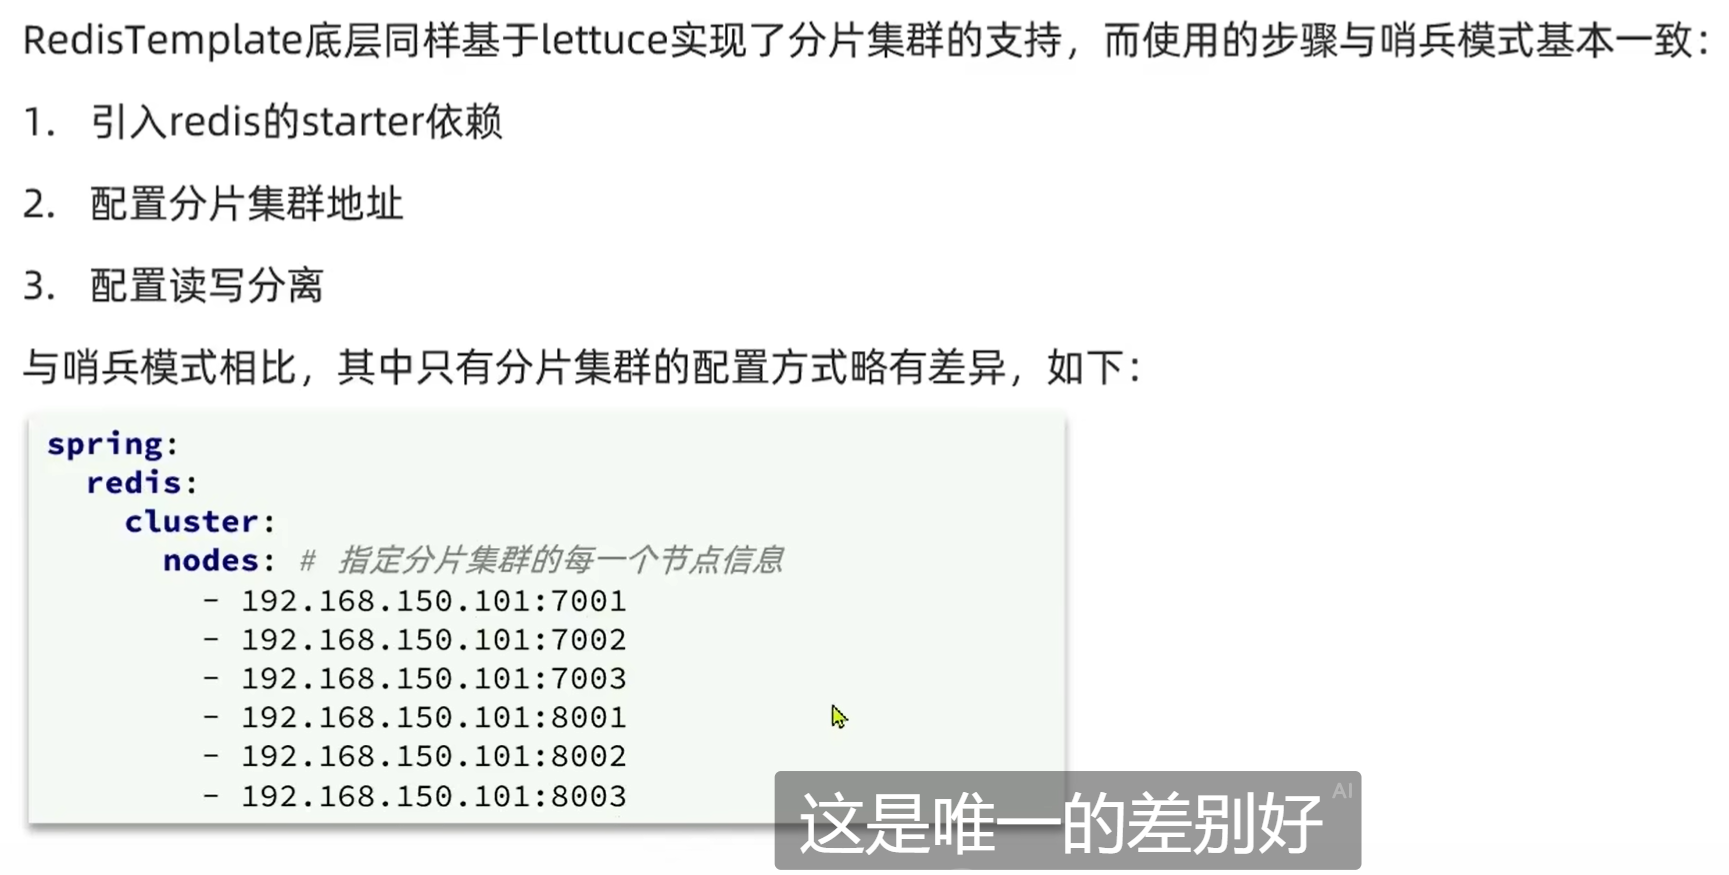 RedisTemplate底层同样基于lettuce实现了分片集群的支持，而使用的步骤与哨兵模式基本一致：
1. 引入redis的starter依赖
2. 配置分片集群地址
3. 配置读写分离
与哨兵模式相比，其中只有分片集群的配置方式略有差异，如下：
spring:
  redis:
    cluster:
      nodes: # 指定分片集群的每一个节点信息
        - 192.168.150.101:7001
        - 192.168.150.101:7002
        - 192.168.150.101:7003
        - 192.168.150.101:8001
        - 192.168.150.101:8002
        - 192.168.150.101:8003
这是唯一的差别好
AI